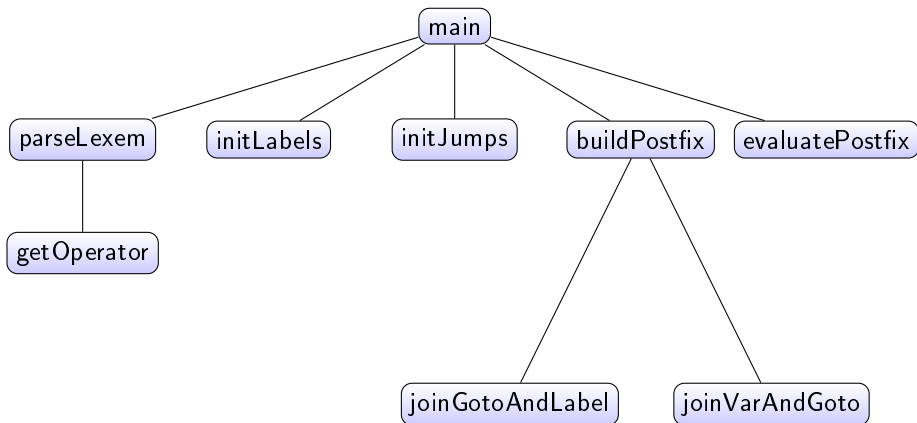 main
parseLexem
initLabels
initJumps
buildPostfix
evaluatePostfix
getOperator
joinGotoAndLabel
joinVarAndGoto